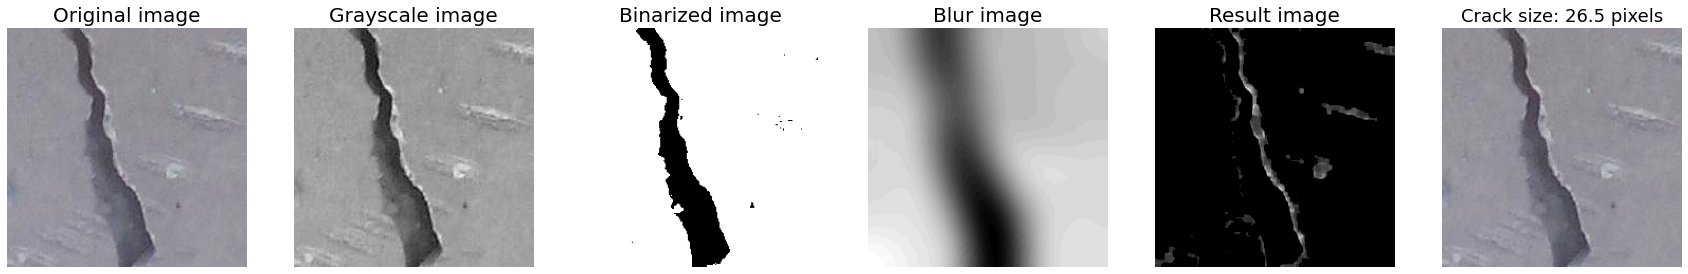 Original image
Grayscale image
Binarized image
Blur image
Result image
Crack size: 26.5 pixels